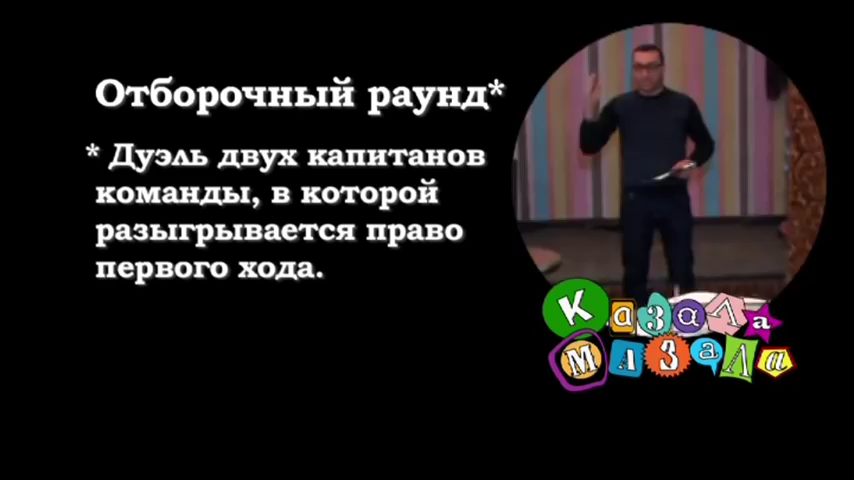 Отборочный раунд*
* Дуэль двух капитанов
команды, в которой
разыгрывается право
первого хода.
Казала
Мазала